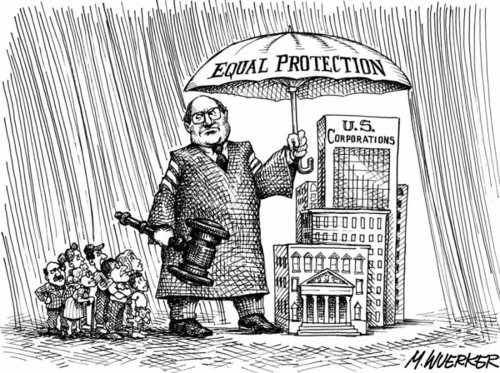 EQUAL PROTECTION
U.S.
CORPORATIONS
M.WUERKER